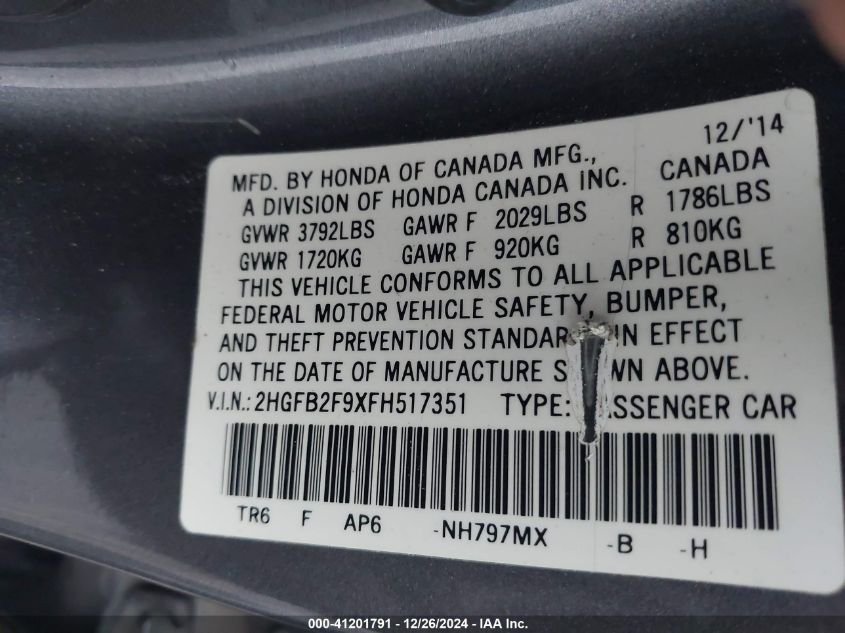 12/'14
MFD. BY HONDA OF CANADA MFG., CANADA
A DIVISION OF HONDA CANADA INC.
GVWR 3792LBS GAWR F 2029LBS R 1786LBS
GVWR 1720KG GAWR F 920KG R 810KG
THIS VEHICLE CONFORMS TO ALL APPLICABLE
FEDERAL MOTOR VEHICLE SAFETY, BUMPER,
AND THEFT PREVENTION STANDAR IN EFFECT
ON THE DATE OF MANUFACTURE S WN ABOVE.
V.I.N.: 2HGFB2F9XFH517351 TYPE: SSENGER CAR
TR6 F AP6 -NH797MX -B -H
000-41201791 - 12/26/2024 - IAA Inc.